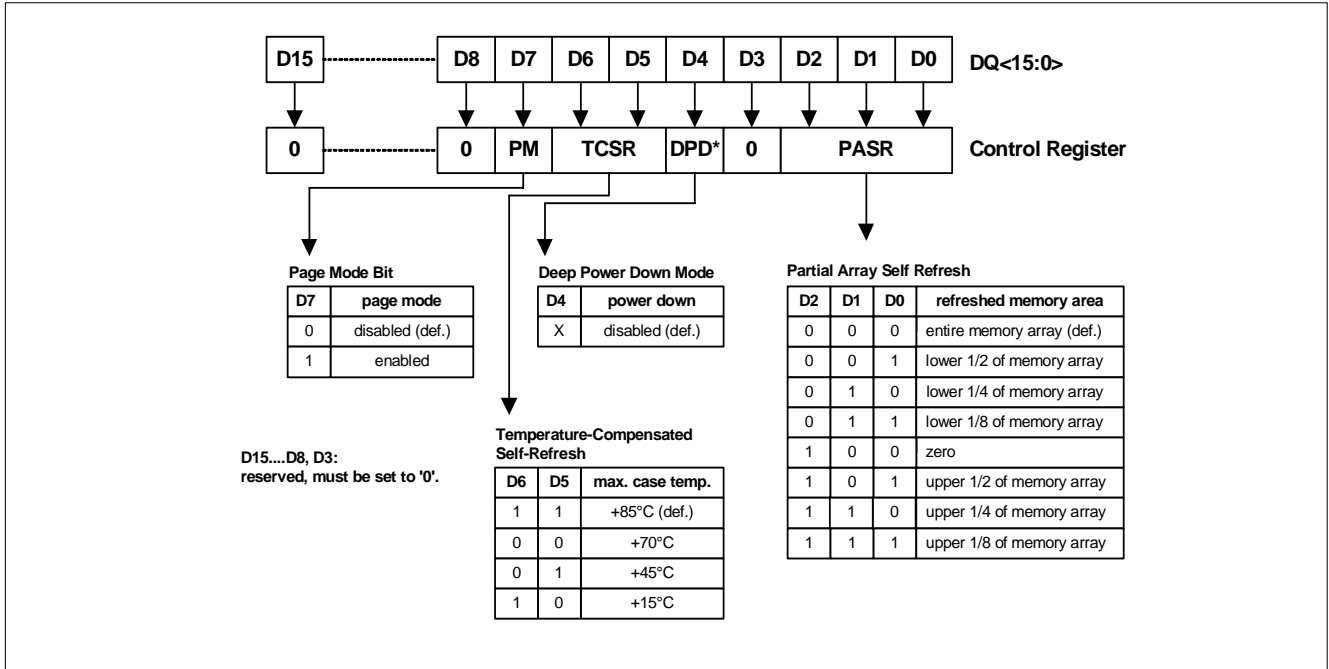 D15 D8 D7 D6 D5 D4 D3 D2 D1 D0 DQ<15:0>
0 0 PM TCSR DPD* 0 PASR Control Register
Page Mode Bit
D7 page mode
0 disabled (def.)
1 enabled
Deep Power Down Mode
D4 power down
X disabled (def.)
Partial Array Self Refresh
D2 D1 D0 refreshed memory area
0 0 0 entire memory array (def.)
0 0 1 lower 1/2 of memory array
0 1 0 lower 1/4 of memory array
0 1 1 lower 1/8 of memory array
1 0 0 zero
1 0 1 upper 1/2 of memory array
1 1 0 upper 1/4 of memory array
1 1 1 upper 1/8 of memory array
D15....D8, D3:
reserved, must be set to '0'.
Temperature-Compensated
Self-Refresh
D6 D5 max. case temp.
1 1 +85°C (def.)
0 0 +70°C
0 1 +45°C
1 0 +15°C